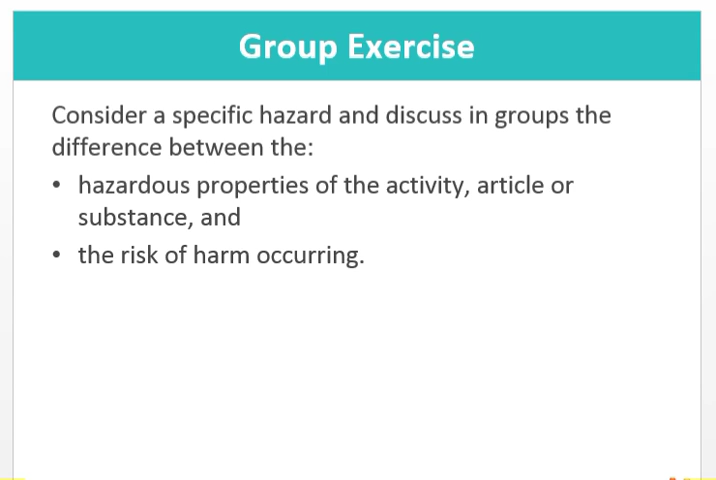 Group Exercise
Consider a specific hazard and discuss in groups the
difference between the:
• hazardous properties of the activity, article or
substance, and
• the risk of harm occurring.